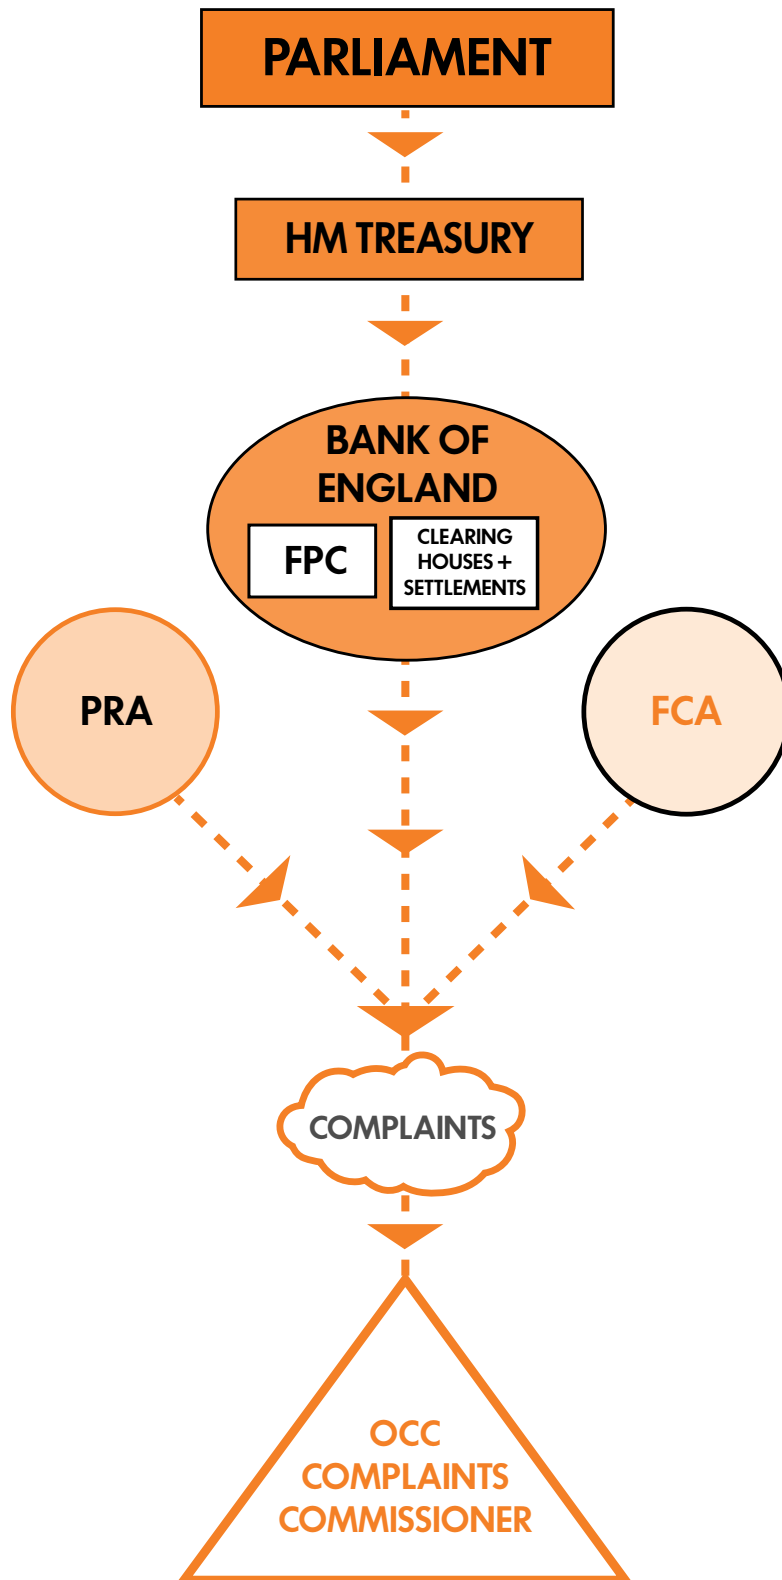 PARLIAMENT
HM TREASURY
BANK OF
ENGLAND
FPC
CLEARING
HOUSES +
SETTLEMENTS
PRA
FCA
COMPLAINTS
OCC
COMPLAINTS
COMMISSIONER